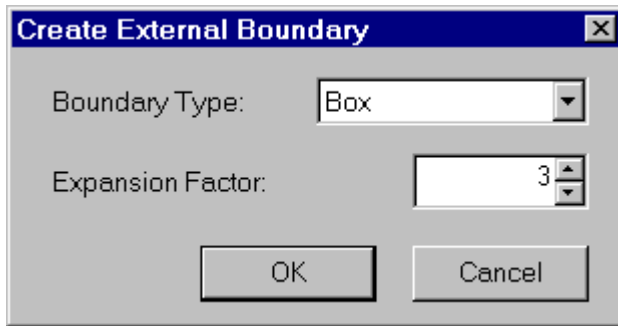 Create External Boundary
Boundary Type: Box
Expansion Factor: 3
OK Cancel